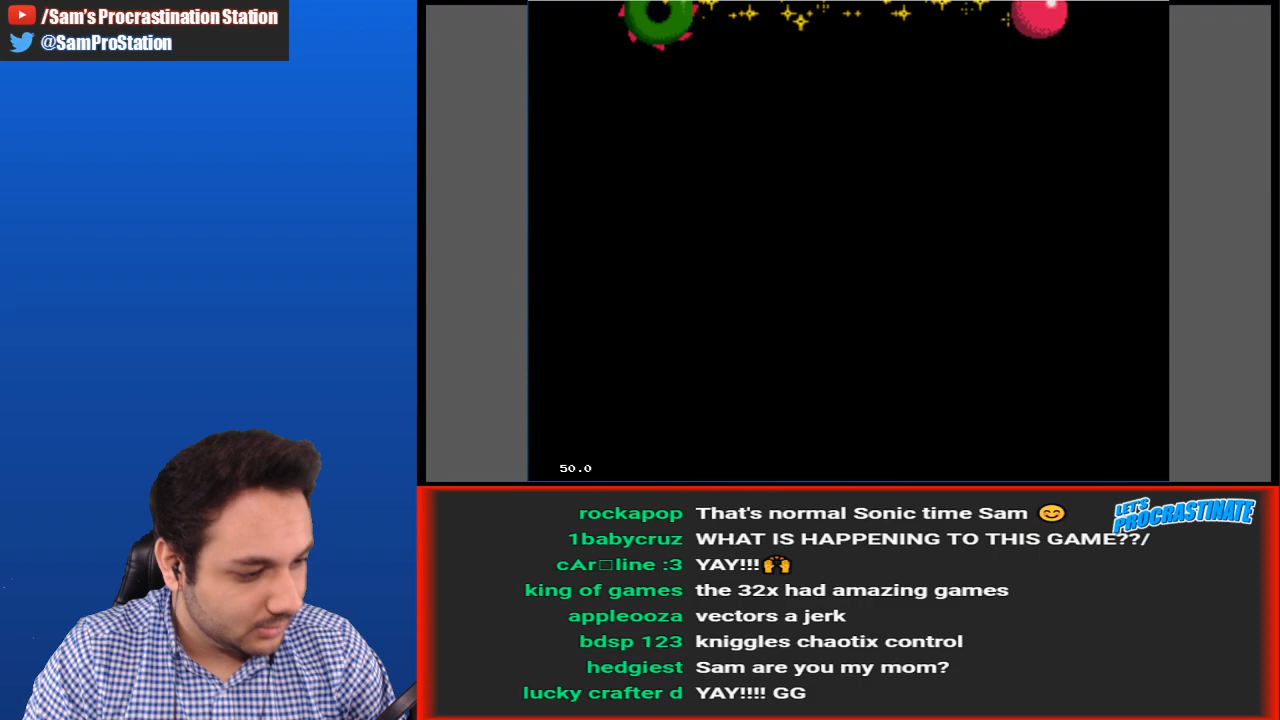 /Sam's Procrastination Station
@SamProStation
50.0
rockapop That's normal Sonic time Sam 😊
LET'S PROCRASTINATE
1babycruz WHAT IS HAPPENING TO THIS GAME??/
cAr□line :3 YAY!!!🙌
king of games the 32x had amazing games
appleooza vectors a jerk
bdsp 123 kniggles chaotix control
hedgiest Sam are you my mom?
lucky crafter d YAY!!!! GG